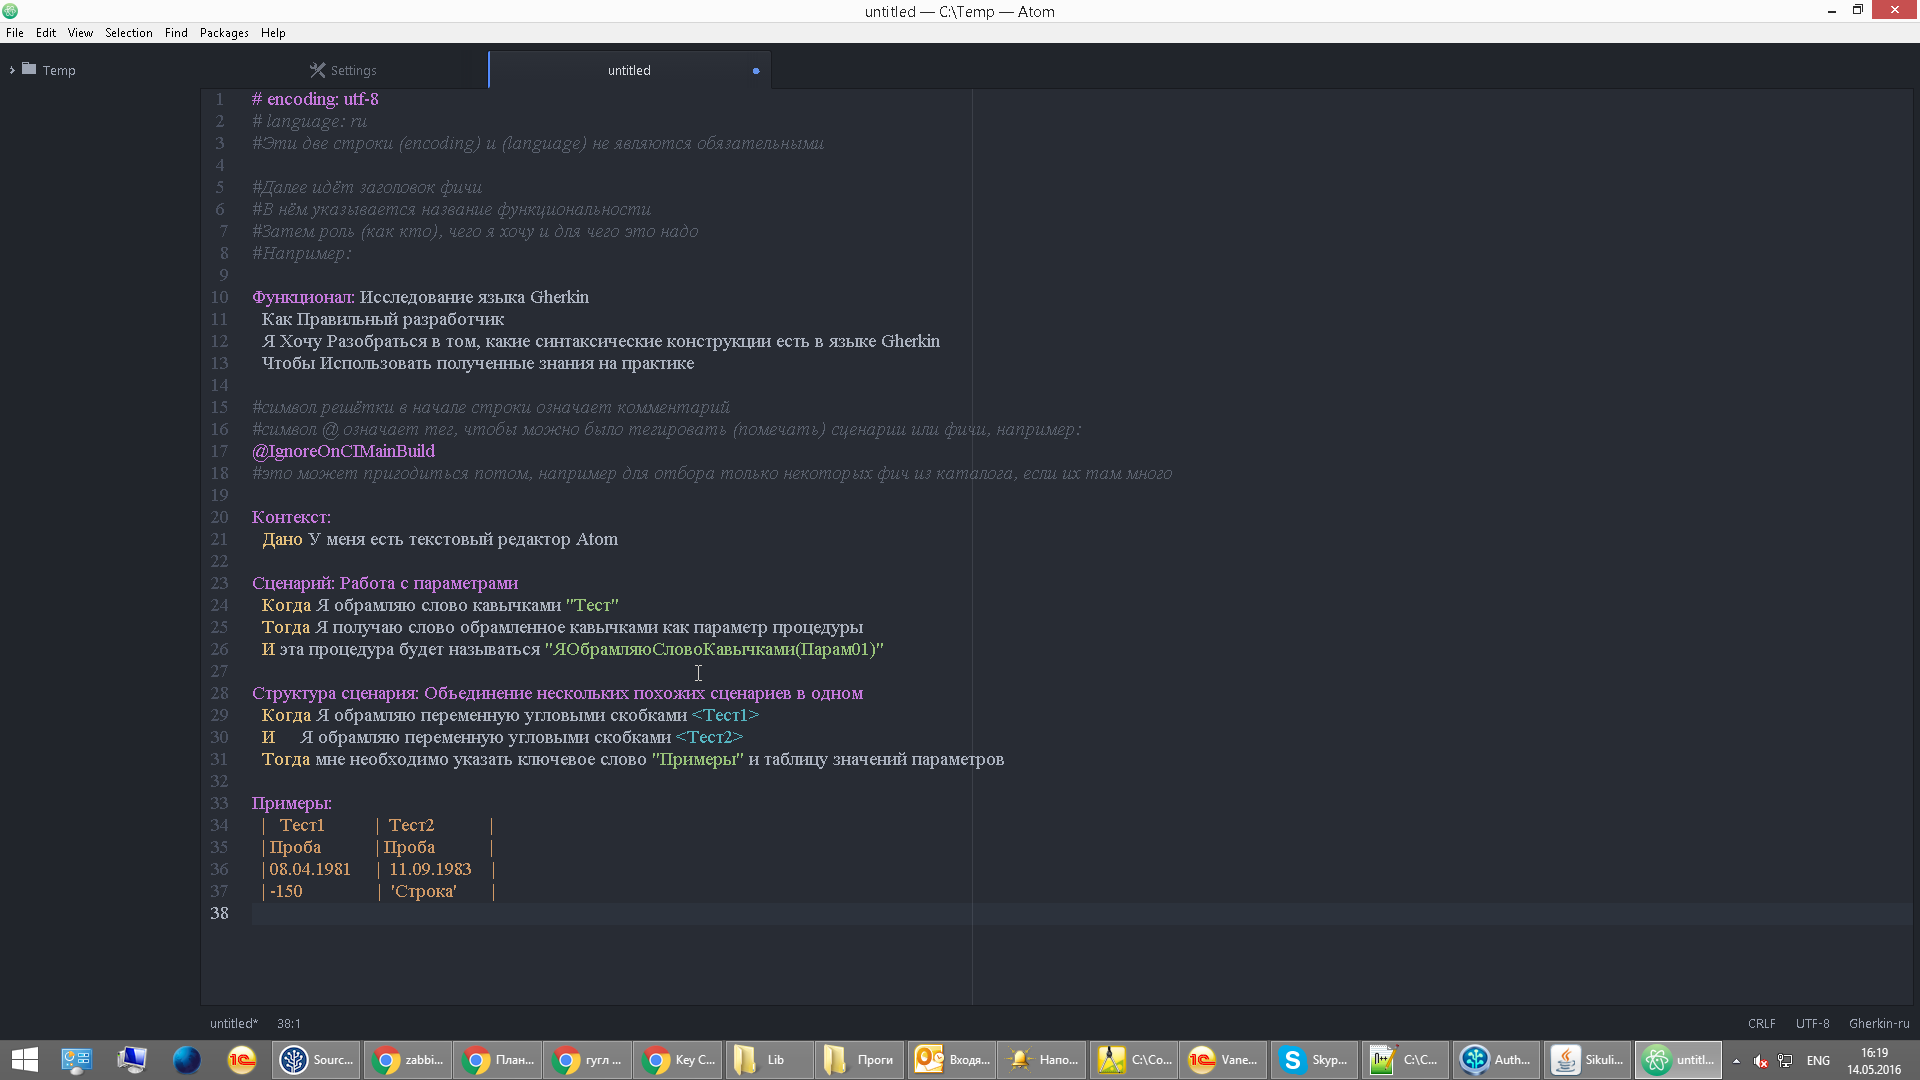 untitled — C:\Temp — Atom
File Edit View Selection Find Packages Help
Temp
Settings
untitled
1 # encoding: utf-8
2 # language: ru
3 #Эти две строки (encoding) и (language) не являются обязательными
4
5 #Далее идёт заголовок фичи
6 #В нём указывается название функциональности
7 #Затем роль (как кто), чего я хочу и для чего это надо
8 #Например:
9
10 Функционал: Исследование языка Gherkin
11 Как Правильный разработчик
12 Я Хочу Разобраться в том, какие синтаксические конструкции есть в языке Gherkin
13 Чтобы Использовать полученные знания на практике
14
15 #символ решётки в начале строки означает комментарий
16 #символ @ означает тег, чтобы можно было тегировать (помечать) сценарии или фичи, например:
17 @IgnoreOnCIMainBuild
18 #это может пригодиться потом, например для отбора только некоторых фич из каталога, если их там много
19
20 Контекст:
21 Дано У меня есть текстовый редактор Atom
22
23 Сценарий: Работа с параметрами
24 Когда Я обрамляю слово кавычками "Тест"
25 Тогда Я получаю слово обрамленное кавычками как параметр процедуры
26 И эта процедура будет называться "ЯОбрамляюСловоКавычками(Парам01)"
27
28 Структура сценария: Объединение нескольких похожих сценариев в одном
29 Когда Я обрамляю переменную угловыми скобками <Тест1>
30 И Я обрамляю переменную угловыми скобками <Тест2>
31 Тогда мне необходимо указать ключевое слово "Примеры" и таблицу значений параметров
32
33 Примеры:
34 | Тест1 | Тест2 |
35 | Проба | Проба |
36 | 08.04.1981 | 11.09.1983 |
37 | -150 | 'Строка' |
38
untitled* 38:1 CRLF UTF-8 Gherkin-ru
Sourc... zabbi... План... гугл ... Key C... Lib Проги Входя... Напо... C:\Co... Vane... Skyp... C:\C... Auth... Sikuli... untitl... ENG 16:19
14.05.2016